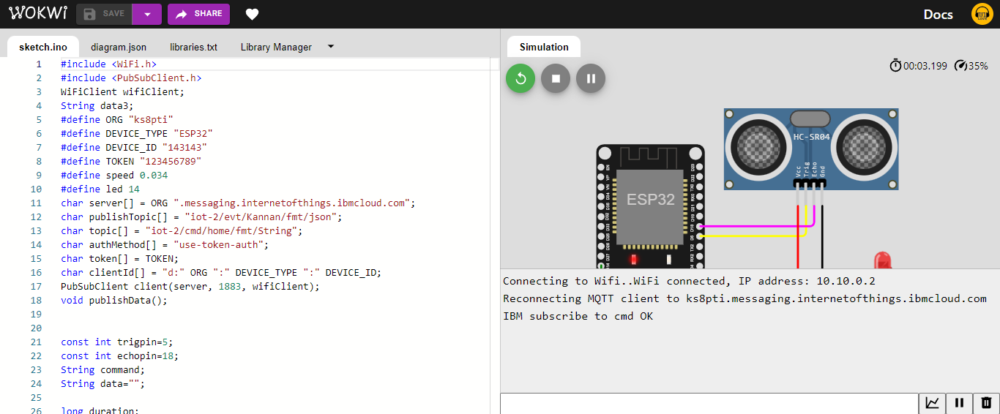 WOKWI SAVE SHARE Docs
sketch.ino diagram.json libraries.txt Library Manager
1 #include <WiFi.h>
2 #include <PubSubClient.h>
3 WiFiClient wifiClient;
4 String data3;
5 #define ORG "ks8pti"
6 #define DEVICE_TYPE "ESP32"
7 #define DEVICE_ID "143143"
8 #define TOKEN "123456789"
9 #define speed 0.034
10 #define led 14
11 char server[] = ORG ".messaging.internetofthings.ibmcloud.com";
12 char publishTopic[] = "iot-2/evt/Kannan/fmt/json";
13 char topic[] = "iot-2/cmd/home/fmt/String";
14 char authMethod[] = "use-token-auth";
15 char token[] = TOKEN;
16 char clientId[] = "d:" ORG ":" DEVICE_TYPE ":" DEVICE_ID;
17 PubSubClient client(server, 1883, wifiClient);
18 void publishData();
19
20
21 const int trigpin=5;
22 const int echopin=18;
23 String command;
24 String data="";
25
26 long duration;
Simulation
00:03.199 35%
HC-SR04
Vcc
Trig
Echo
Gnd
ESP32
Connecting to Wifi..WiFi connected, IP address: 10.10.0.2
Reconnecting MQTT client to ks8pti.messaging.internetofthings.ibmcloud.com
IBM subscribe to cmd OK